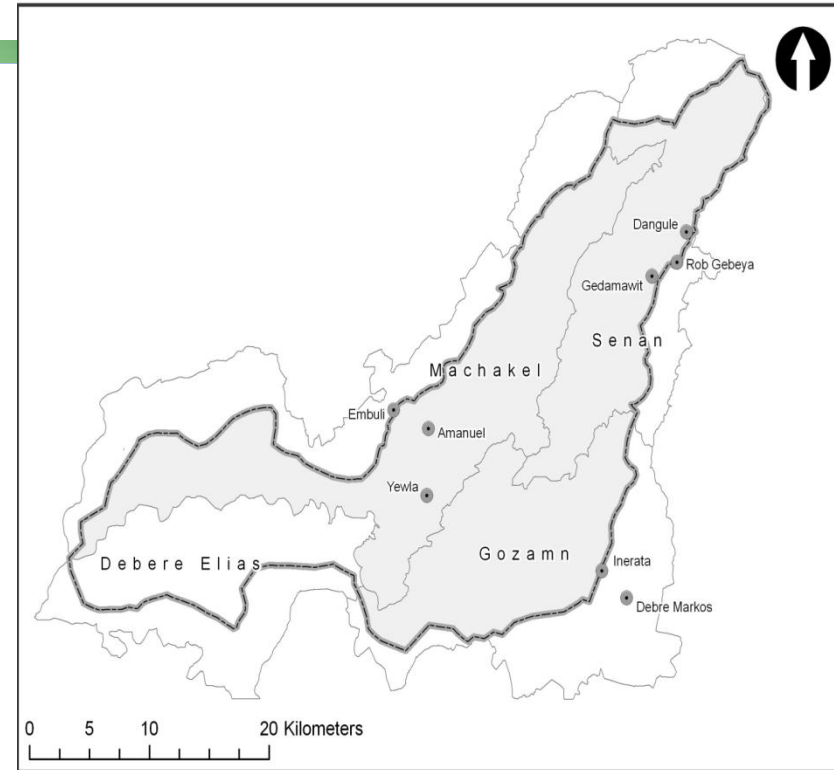 Dangule
Rob Gebeya
Gedamawit
Senan
Machakel
Embuli
Amanuel
Yewla
Gozamn
Debere Elias
Inerata
Debre Markos
0 5 10 20 Kilometers